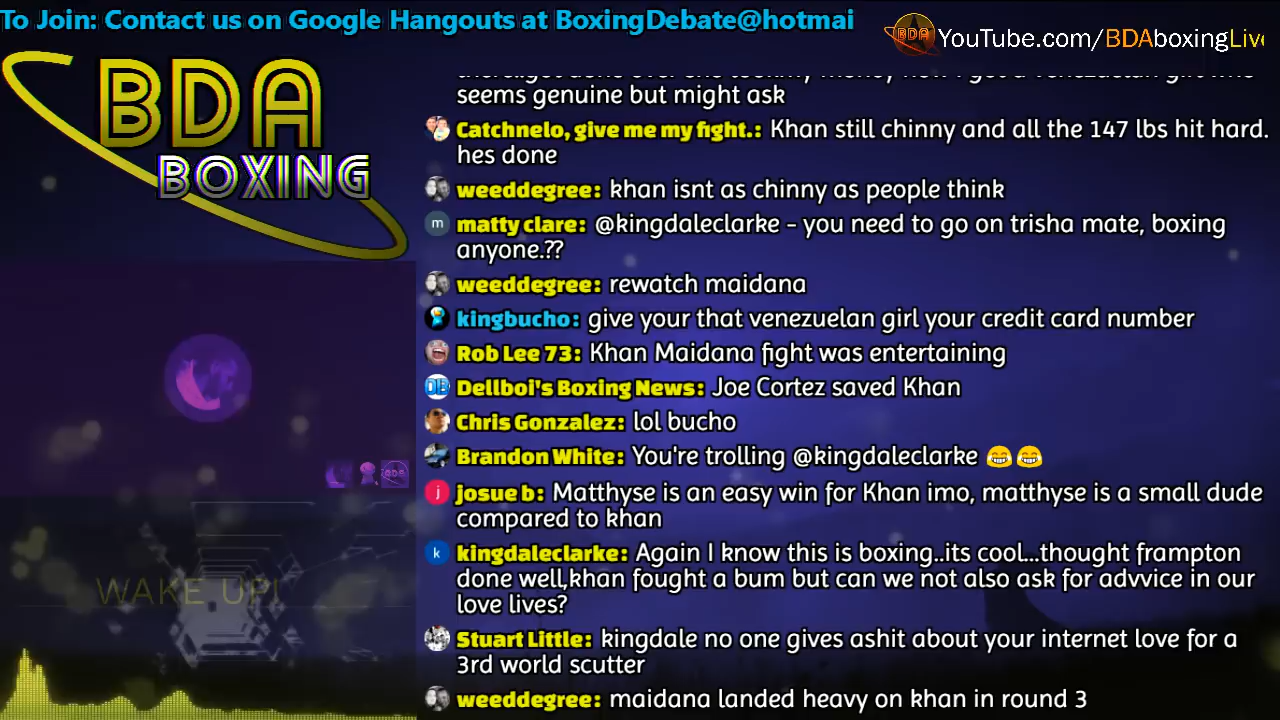 To Join: Contact us on Google Hangouts at BoxingDebate@hotmai
BDA
YouTube.com/BDAboxingLive
BDA
BOXING
seems genuine but might ask
Catchnelo, give me my fight.: Khan still chinny and all the 147 lbs hit hard.
hes done
weeddegree: khan isnt as chinny as people think
m matty clare: @kingdaleclarke - you need to go on trisha mate, boxing
anyone.??
weeddegree: rewatch maidana
kingbucho: give your that venezuelan girl your credit card number
Rob Lee 73: Khan Maidana fight was entertaining
Dellboi's Boxing News: Joe Cortez saved Khan
Chris Gonzalez: lol bucho
Brandon White: You're trolling @kingdaleclarke 😂 😂
j josue b: Matthyse is an easy win for Khan imo, matthyse is a small dude
compared to khan
k kingdaleclarke: Again I know this is boxing..its cool...thought frampton
done well,khan fought a bum but can we not also ask for advvice in our
love lives?
Stuart Little: kingdale no one gives ashit about your internet love for a
3rd world scutter
weeddegree: maidana landed heavy on khan in round 3
WAKE UP!